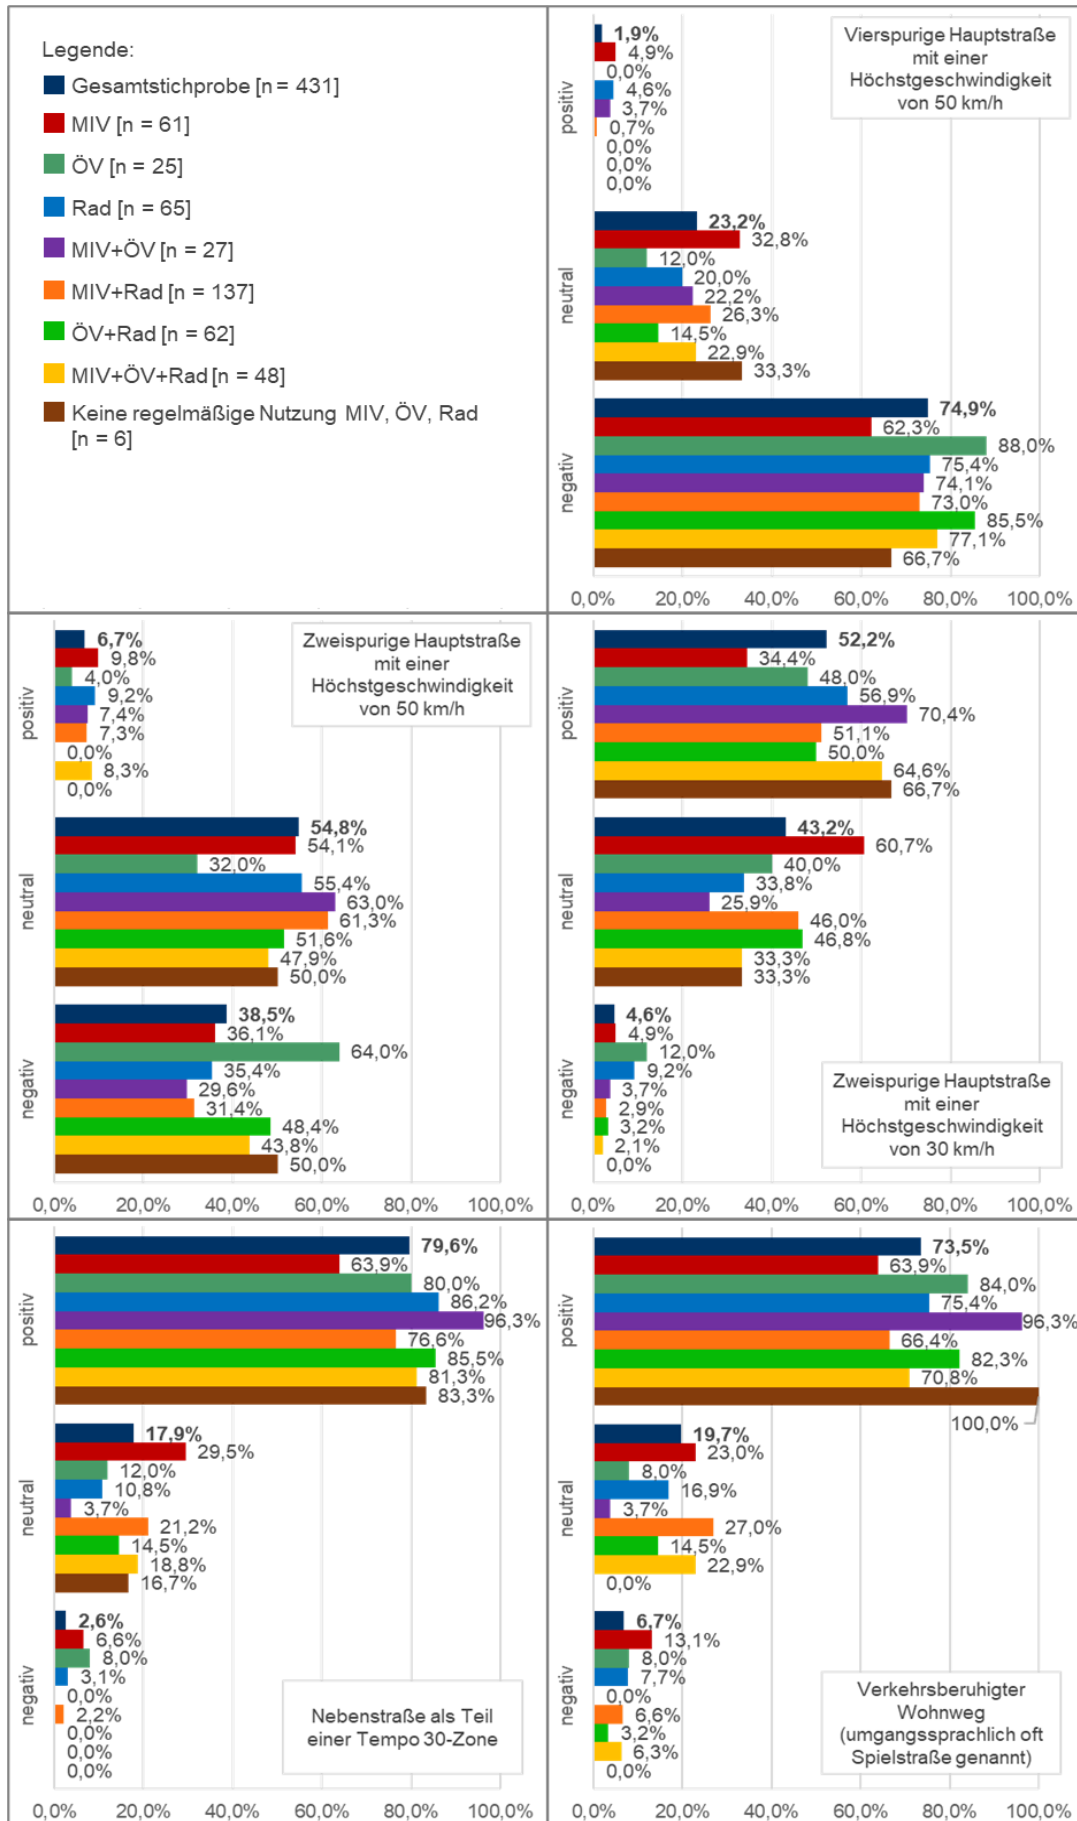 Legende:
Gesamtstichprobe [n = 431]
MIV [n = 61]
ÖV [n = 25]
Rad [n = 65]
MIV+ÖV [n = 27]
MIV+Rad [n = 137]
ÖV+Rad [n = 62]
MIV+ÖV+Rad [n = 48]
Keine regelmäßige Nutzung MIV, ÖV, Rad
[n = 6]
Vierspurige Hauptstraße
mit einer
Höchstgeschwindigkeit
von 50 km/h
positiv
1,9%
4,9%
0,0%
4,6%
3,7%
0,7%
0,0%
0,0%
0,0%
neutral
23,2%
32,8%
12,0%
20,0%
22,2%
26,3%
14,5%
22,9%
33,3%
negativ
74,9%
62,3%
88,0%
75,4%
74,1%
73,0%
85,5%
77,1%
66,7%
0,0% 20,0% 40,0% 60,0% 80,0% 100,0%
Zweispurige Hauptstraße
mit einer
Höchstgeschwindigkeit
von 50 km/h
positiv
6,7%
9,8%
4,0%
9,2%
7,4%
7,3%
0,0%
8,3%
0,0%
neutral
54,8%
54,1%
32,0%
55,4%
63,0%
61,3%
51,6%
47,9%
50,0%
negativ
38,5%
36,1%
64,0%
35,4%
29,6%
31,4%
48,4%
43,8%
50,0%
0,0% 20,0% 40,0% 60,0% 80,0% 100,0%
positiv
52,2%
34,4%
48,0%
56,9%
70,4%
51,1%
50,0%
64,6%
66,7%
neutral
43,2%
60,7%
40,0%
33,8%
25,9%
46,0%
46,8%
33,3%
33,3%
negativ
4,6%
4,9%
12,0%
9,2%
3,7%
2,9%
3,2%
2,1%
0,0%
Zweispurige Hauptstraße
mit einer
Höchstgeschwindigkeit
von 30 km/h
0,0% 20,0% 40,0% 60,0% 80,0% 100,0%
positiv
79,6%
63,9%
80,0%
86,2%
96,3%
76,6%
85,5%
81,3%
83,3%
neutral
17,9%
29,5%
12,0%
10,8%
3,7%
21,2%
14,5%
18,8%
16,7%
negativ
2,6%
6,6%
8,0%
3,1%
0,0%
2,2%
0,0%
0,0%
0,0%
Nebenstraße als Teil
einer Tempo 30-Zone
0,0% 20,0% 40,0% 60,0% 80,0% 100,0%
positiv
73,5%
63,9%
84,0%
75,4%
96,3%
66,4%
82,3%
70,8%
100,0%
neutral
19,7%
23,0%
8,0%
16,9%
3,7%
27,0%
14,5%
22,9%
0,0%
negativ
6,7%
13,1%
8,0%
7,7%
0,0%
6,6%
3,2%
6,3%
0,0%
Verkehrsberuhigter
Wohnweg
(umgangssprachlich oft
Spielstraße genannt)
0,0% 20,0% 40,0% 60,0% 80,0% 100,0%